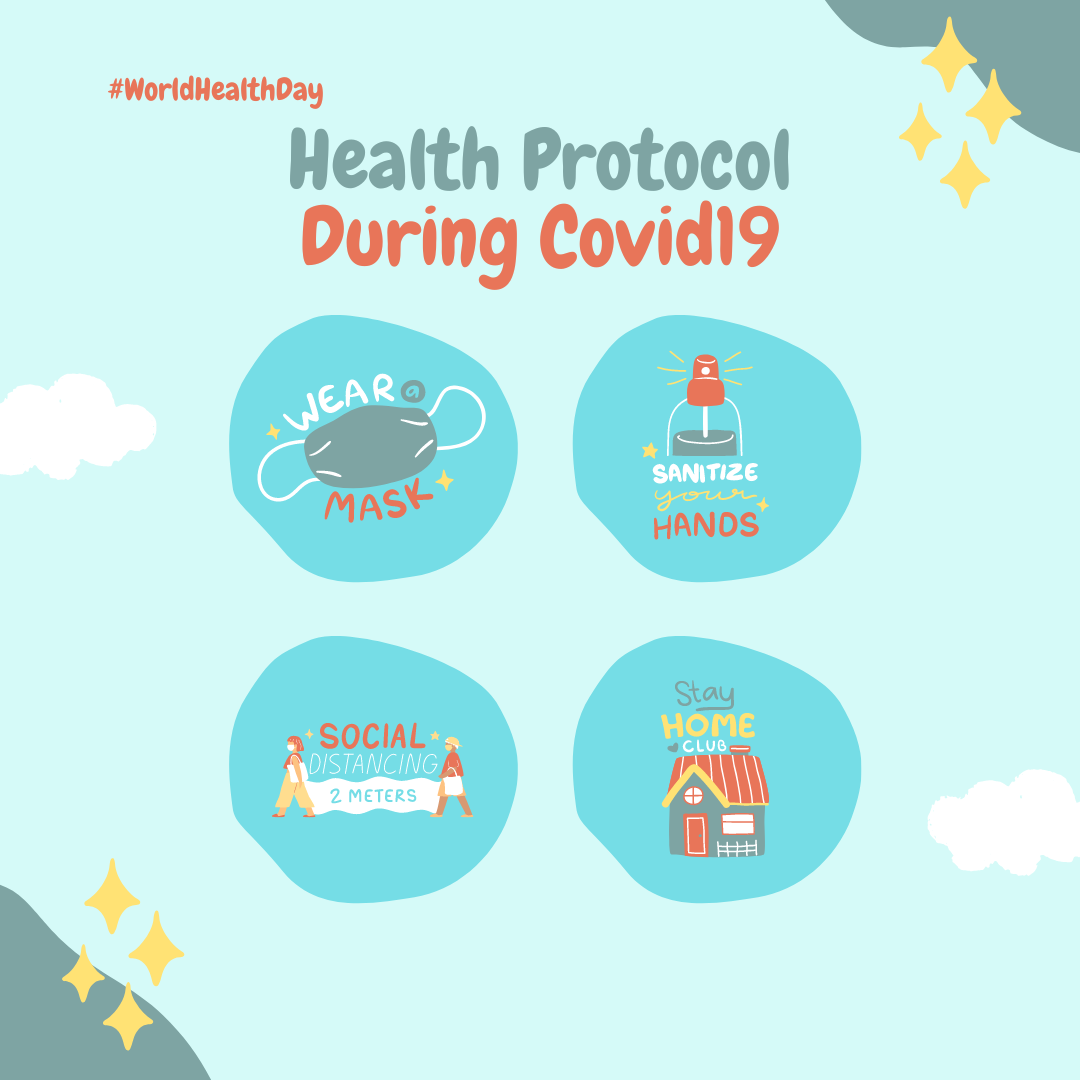 #WorldHealthDay
Health Protocol
During Covid19
WEAR a
MASK
SANITIZE
your
HANDS
SOCIAL
DISTANCING
2 METERS
Stay
HOME
CLUB